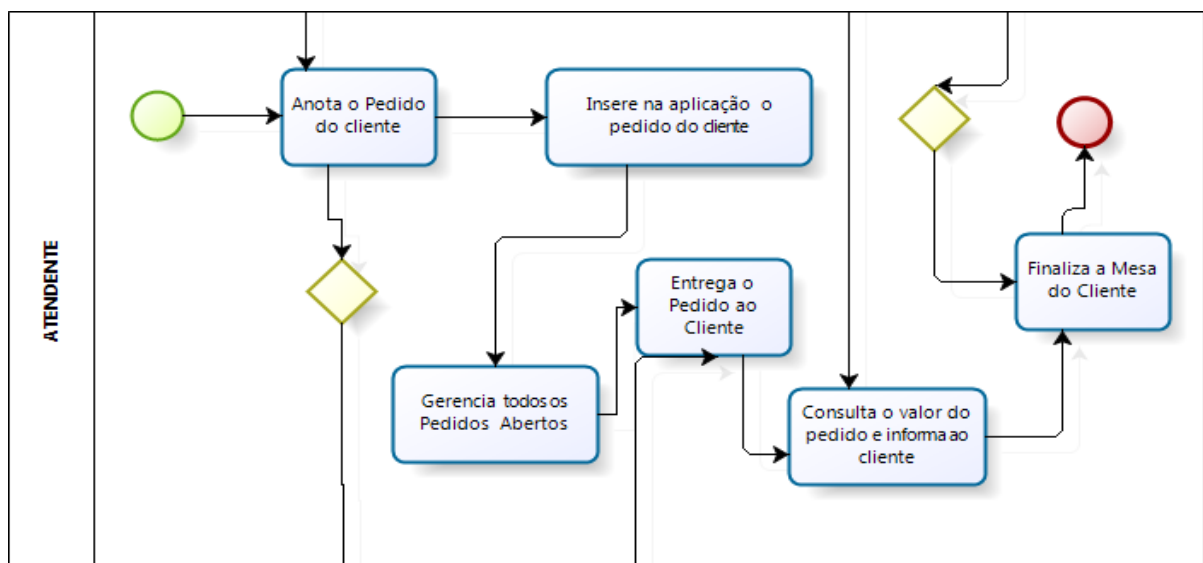 ATENDENTE
Anota o Pedido
do cliente
Insere na aplicação o
pedido do cliente
Entrega o
Pedido ao
Cliente
Finaliza a Mesa
do Cliente
Gerencia todos os
Pedidos Abertos
Consulta o valor do
pedido e informa ao
cliente